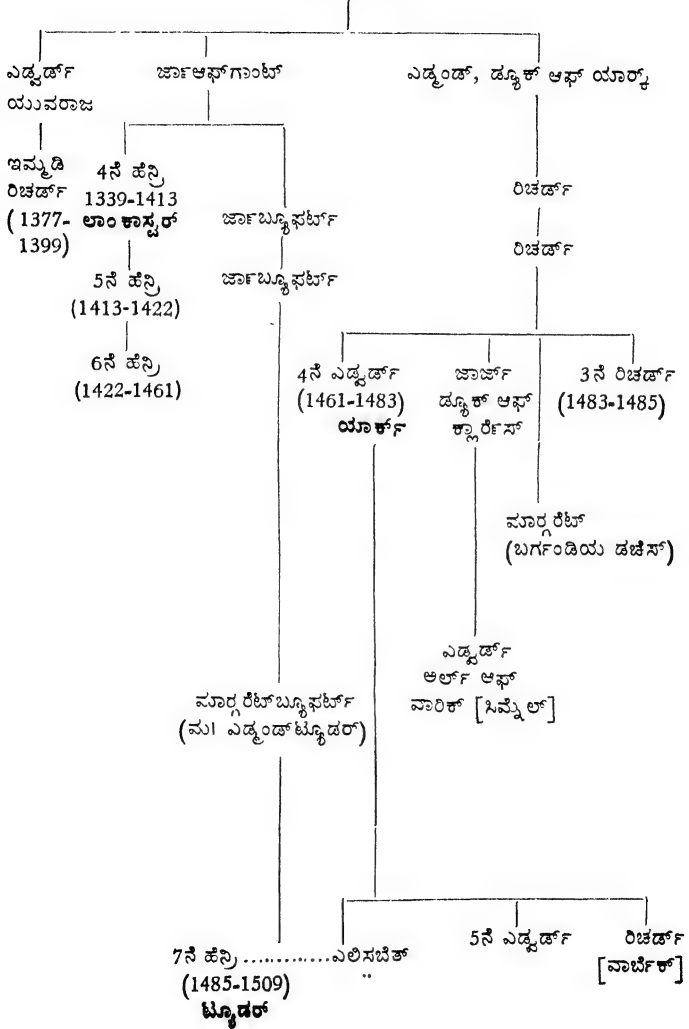 ಎಡ್ವರ್ಡ್
ಯುವರಾಜ
ಜಾನ್‌ಆಫ್‌ಗಾಂಟ್
ಎಡ್ಮಂಡ್, ಡ್ಯೂಕ್ ಆಫ್ ಯಾರ್ಕ್
ಇಮ್ಮಡಿ
ರಿಚರ್ಡ್
(1377-
1399)
4ನೆ ಹೆನ್ರಿ
1339-1413
ಲಾಂಕಾಸ್ಟರ್
ಜಾನ್‌ಬ್ಯೂಫರ್ಟ್
ರಿಚರ್ಡ್
ರಿಚರ್ಡ್
5ನೆ ಹೆನ್ರಿ
(1413-1422)
ಜಾನ್‌ಬ್ಯೂಫರ್ಟ್
6ನೆ ಹೆನ್ರಿ
(1422-1461)
4ನೆ ಎಡ್ವರ್ಡ್
(1461-1483)
ಯಾರ್ಕ್
ಜಾರ್ಜ್
ಡ್ಯೂಕ್ ಆಫ್
ಕ್ಲಾರೆನ್ಸ್
3ನೆ ರಿಚರ್ಡ್
(1483-1485)
ಮಾರ್ಗರೆಟ್
(ಬರ್ಗಂಡಿಯ ಡಚೆಸ್)
ಎಡ್ವರ್ಡ್
ಅರ್ಲ್ ಆಫ್
ವಾರಿಕ್ [ಸಿಮ್ನೆಲ್]
ಮಾರ್ಗರೆಟ್‌ಬ್ಯೂಫರ್ಟ್
(ಮ। ಎಡ್ಮಂಡ್‌ಟ್ಯೂಡರ್)
7ನೆ ಹೆನ್ರಿ.............ಎಲಿಸಬೆತ್
(1485-1509) ,,
ಟ್ಯೂಡರ್
5ನೆ ಎಡ್ವರ್ಡ್
ರಿಚರ್ಡ್
[ವಾರ್ಬೆಕ್]